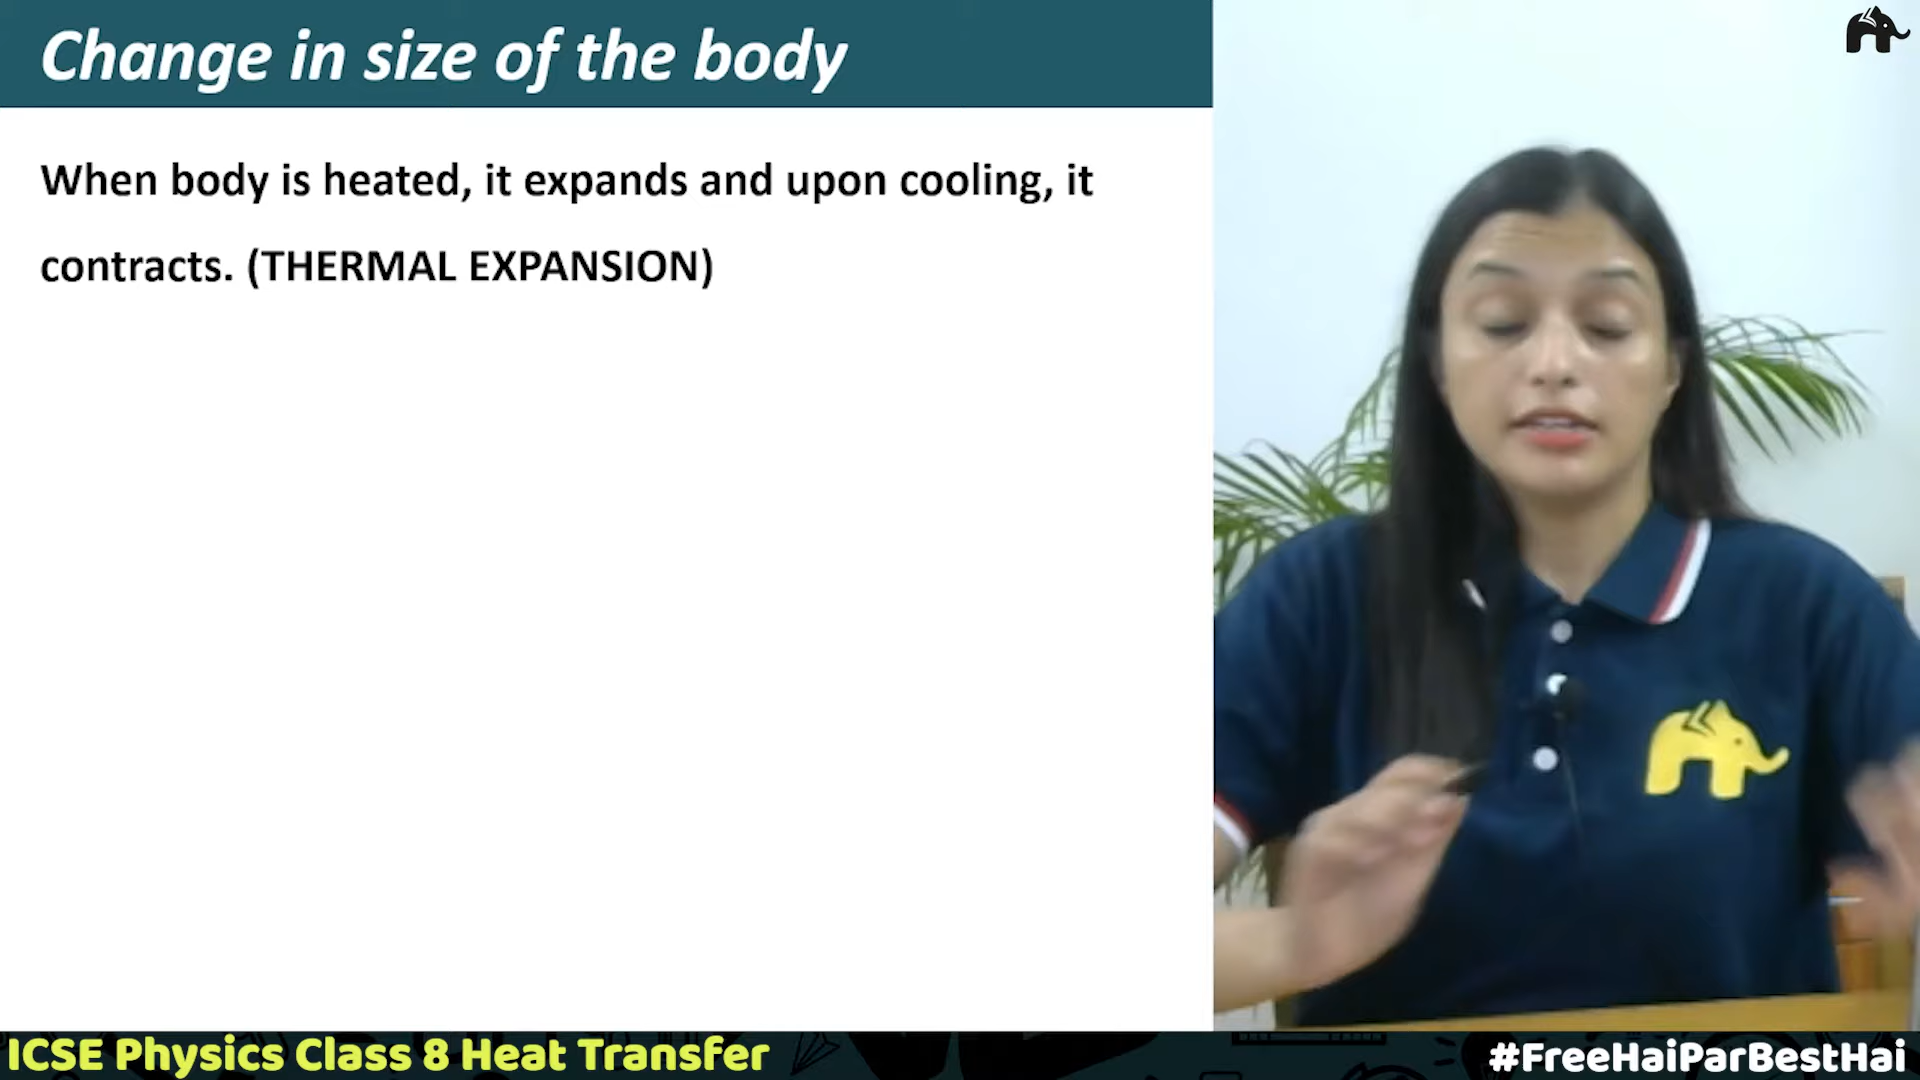 Change in size of the body
When body is heated, it expands and upon cooling, it
contracts. (THERMAL EXPANSION)
ICSE Physics Class 8 Heat Transfer
#FreeHaiParBestHai